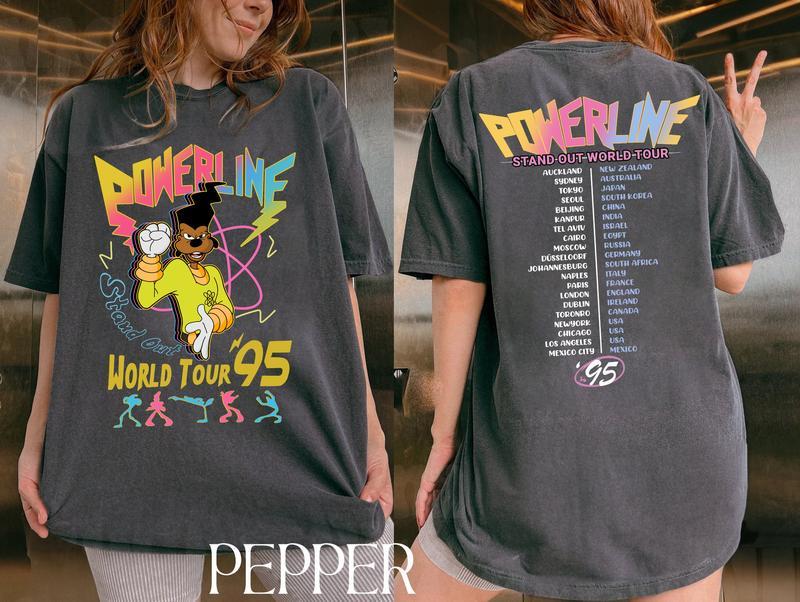 POWERLINE
Stand Out
WORLD TOUR '95
POWERLINE
STAND OUT WORLD TOUR
AUCKLAND NEW ZEALAND
SYDNEY AUSTRALIA
TOKYO JAPAN
SEOUL SOUTH KOREA
BEIJING CHINA
KANPUR INDIA
TEL AVIV ISRAEL
CAIRO EGYPT
MOSCOW RUSSIA
DÜSSELDORF GERMANY
JOHANNESBURG SOUTH AFRICA
NAPLES ITALY
PARIS FRANCE
LONDON ENGLAND
DUBLIN IRELAND
TORONRO CANADA
NEWYORK USA
CHICAGO USA
LOS ANGELES USA
MEXICO CITY MEXICO
'95
PEPPER